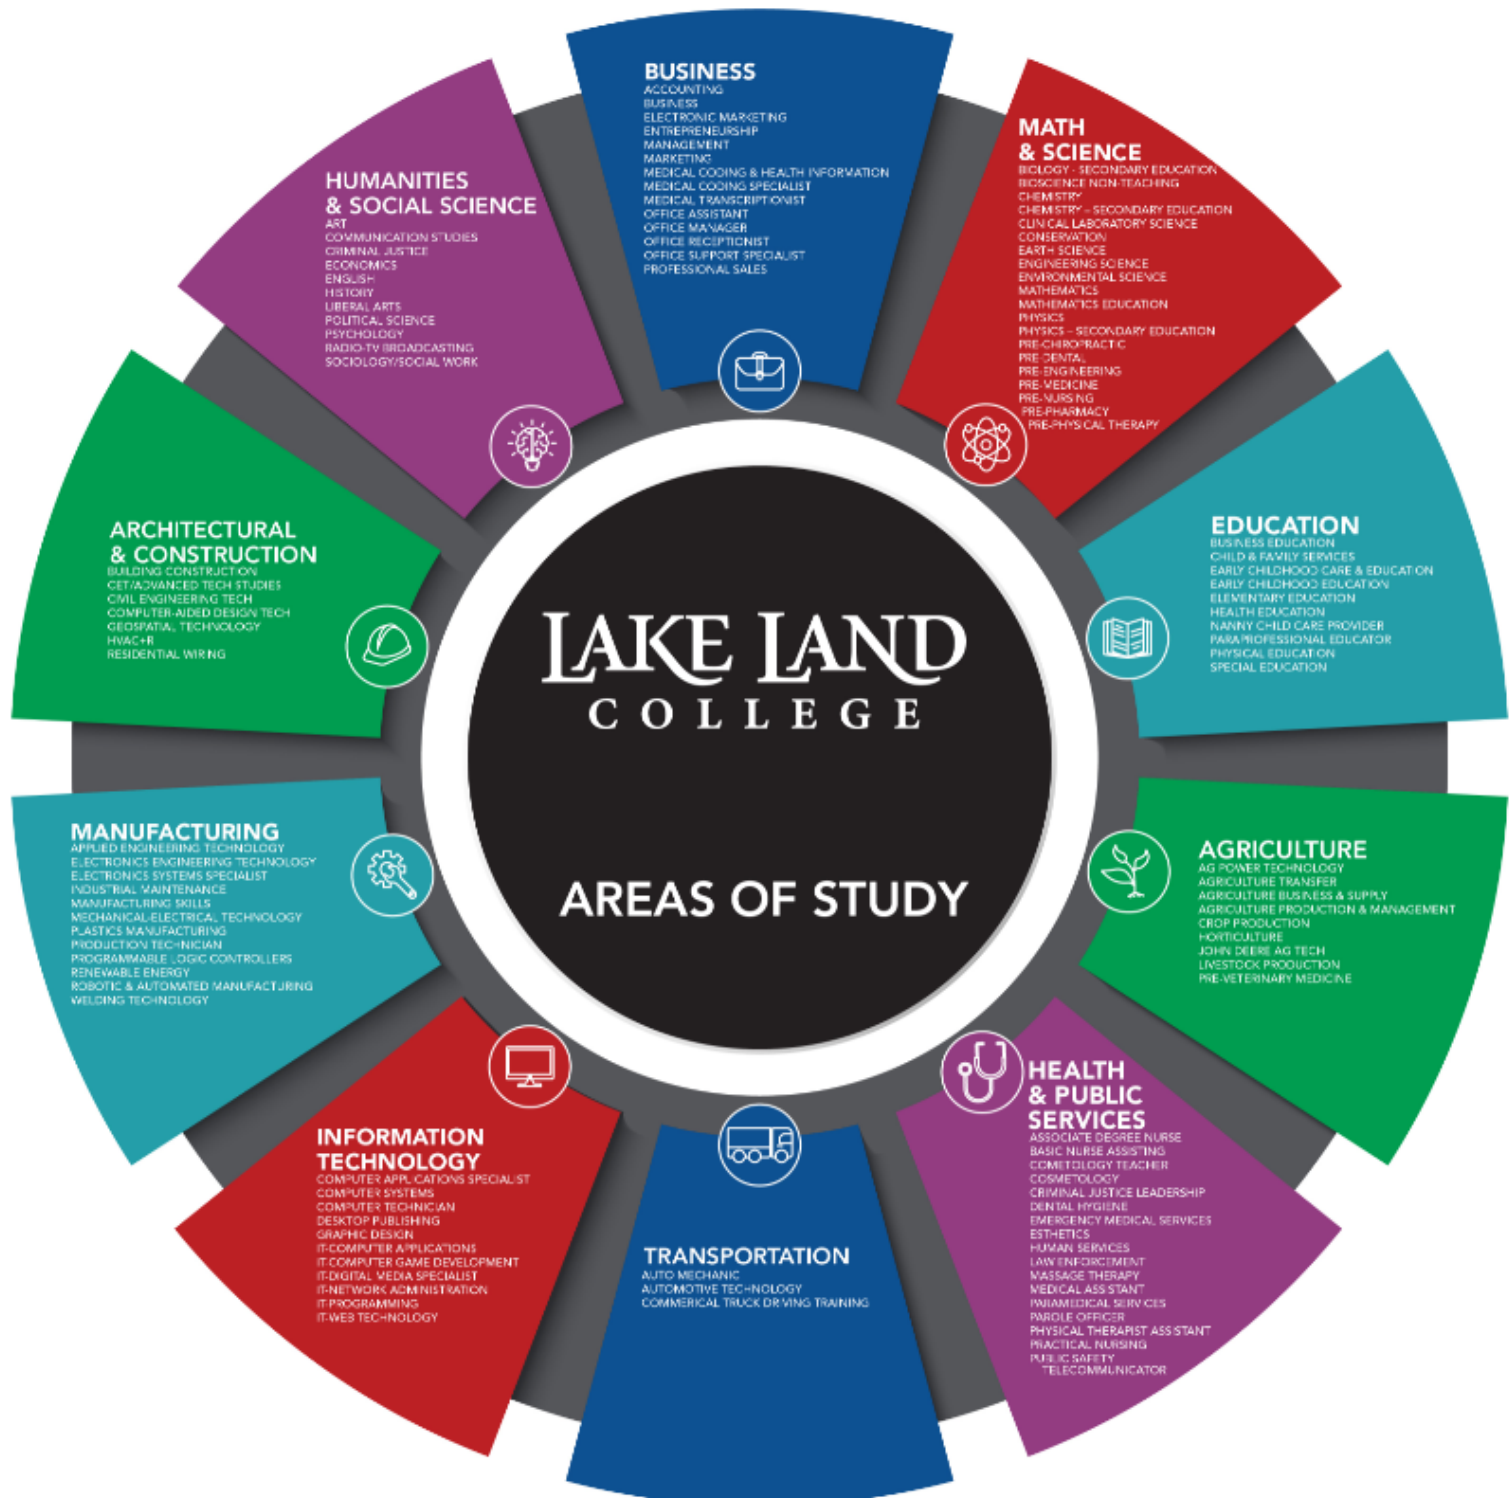 BUSINESS
ACCOUNTING
BUSINESS
ELECTRONIC MARKETING
ENTREPRENEURSHIP
MANAGEMENT
MARKETING
MEDICAL CODING & HEALTH INFORMATION
MEDICAL CODING SPECIALIST
MEDICAL TRANSCRIPTIONIST
OFFICE ASSISTANT
OFFICE MANAGER
OFFICE RECEPTIONIST
OFFICE SUPPORT SPECIALIST
PROFESSIONAL SALES
MATH
& SCIENCE
BIOLOGY - SECONDARY EDUCATION
BIOSCIENCE NON-TEACHING
CHEMISTRY
CHEMISTRY – SECONDARY EDUCATION
CLINICAL LABORATORY SCIENCE
CONSERVATION
EARTH SCIENCE
ENGINEERING SCIENCE
ENVIRONMENTAL SCIENCE
MATHEMATICS
MATHEMATICS EDUCATION
PHYSICS
PHYSICS – SECONDARY EDUCATION
PRE-CHIROPRACTIC
PRE-DENTAL
PRE-ENGINEERING
PRE-MEDICINE
PRE-NURSING
PRE-PHARMACY
PRE-PHYSICAL THERAPY
EDUCATION
BUSINESS EDUCATION
CHILD & FAMILY SERVICES
EARLY CHILDHOOD CARE & EDUCATION
EARLY CHILDHOOD EDUCATION
ELEMENTARY EDUCATION
HEALTH EDUCATION
NANNY CHILD CARE PROVIDER
PARAPROFESSIONAL EDUCATOR
PHYSICAL EDUCATION
SPECIAL EDUCATION
AGRICULTURE
AG POWER TECHNOLOGY
AGRICULTURE TRANSFER
AGRICULTURE BUSINESS & SUPPLY
AGRICULTURE PRODUCTION & MANAGEMENT
CROP PRODUCTION
HORTICULTURE
JOHN DEERE AG TECH
LIVESTOCK PRODUCTION
PRE-VETERINARY MEDICINE
HEALTH
& PUBLIC
SERVICES
ASSOCIATE DEGREE NURSE
BASIC NURSE ASSISTING
COMETOLOGY TEACHER
COSMETOLOGY
CRIMINAL JUSTICE LEADERSHIP
DENTAL HYGIENE
EMERGENCY MEDICAL SERVICES
ESTHETICS
HUMAN SERVICES
LAW ENFORCEMENT
MASSAGE THERAPY
MEDICAL ASSISTANT
PARAMEDICAL SERVICES
PAROLE OFFICER
PHYSICAL THERAPIST ASSISTANT
PRACTICAL NURSING
PUBLIC SAFETY
TELECOMMUNICATOR
TRANSPORTATION
AUTO MECHANIC
AUTOMOTIVE TECHNOLOGY
COMMERICAL TRUCK DRIVING TRAINING
INFORMATION
TECHNOLOGY
COMPUTER APPLICATIONS SPECIALIST
COMPUTER SYSTEMS
COMPUTER TECHNICIAN
DESKTOP PUBLISHING
GRAPHIC DESIGN
IT-COMPUTER APPLICATIONS
IT-COMPUTER GAME DEVELOPMENT
IT-DIGITAL MEDIA SPECIALIST
IT-NETWORK ADMINISTRATION
IT-PROGRAMMING
IT-WEB TECHNOLOGY
MANUFACTURING
APPLIED ENGINEERING TECHNOLOGY
ELECTRONICS ENGINEERING TECHNOLOGY
ELECTRONICS SYSTEMS SPECIALIST
INDUSTRIAL MAINTENANCE
MANUFACTURING SKILLS
MECHANICAL-ELECTRICAL TECHNOLOGY
PLASTICS MANUFACTURING
PRODUCTION TECHNICIAN
PROGRAMMABLE LOGIC CONTROLLERS
RENEWABLE ENERGY
ROBOTIC & AUTOMATED MANUFACTURING
WELDING TECHNOLOGY
ARCHITECTURAL
& CONSTRUCTION
BUILDING CONSTRUCTION
CET/ADVANCED TECH STUDIES
CIVIL ENGINEERING TECH
COMPUTER-AIDED DESIGN TECH
GEOSPATIAL TECHNOLOGY
HVAC+R
RESIDENTIAL WIRING
HUMANITIES
& SOCIAL SCIENCE
ART
COMMUNICATION STUDIES
CRIMINAL JUSTICE
ECONOMICS
ENGLISH
HISTORY
LIBERAL ARTS
POLITICAL SCIENCE
PSYCHOLOGY
RADIO-TV BROADCASTING
SOCIOLOGY/SOCIAL WORK
LAKE LAND
COLLEGE
AREAS OF STUDY